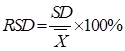 RSD = SD / X̄ × 100%